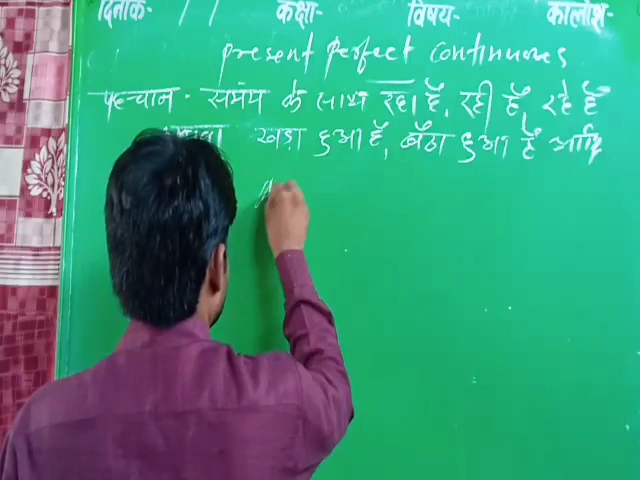 दिनांक- / / कक्षा- विषय- कालांश-
present perfect continuous
पहचान - समय के साथ रहा है, रही है, रहे हैं
खड़ा हुआ है, बैठा हुआ है आदि